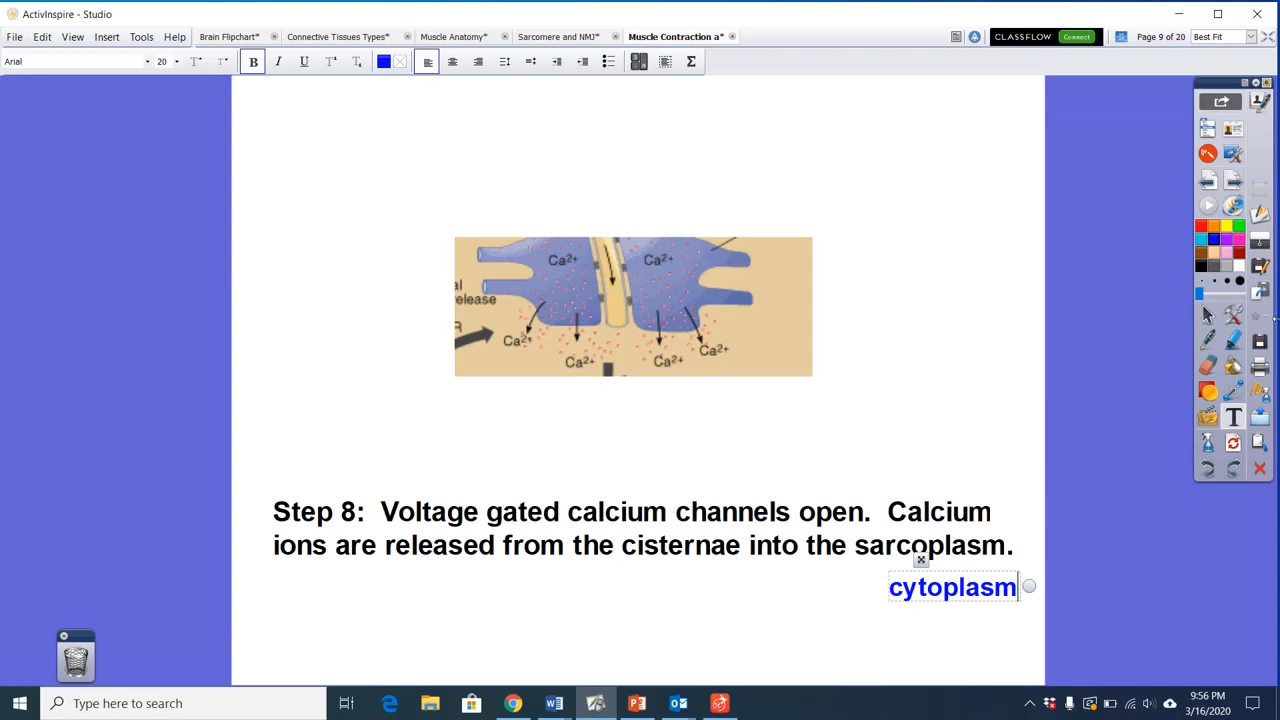 ActivInspire - Studio
File Edit View Insert Tools Help
Brain Flipchart* Connective Tissues Types* Muscle Anatomy* Sarcomere and NMJ* Muscle Contraction a*
CLASSFLOW Connect
Page 9 of 20
Best Fit
Arial 20
Ca2+ Ca2+
al
release
R
Ca2+ Ca2+ Ca2+ Ca2+
Step 8: Voltage gated calcium channels open. Calcium
ions are released from the cisternae into the sarcoplasm.
cytoplasm
Type here to search
9:56 PM
3/16/2020